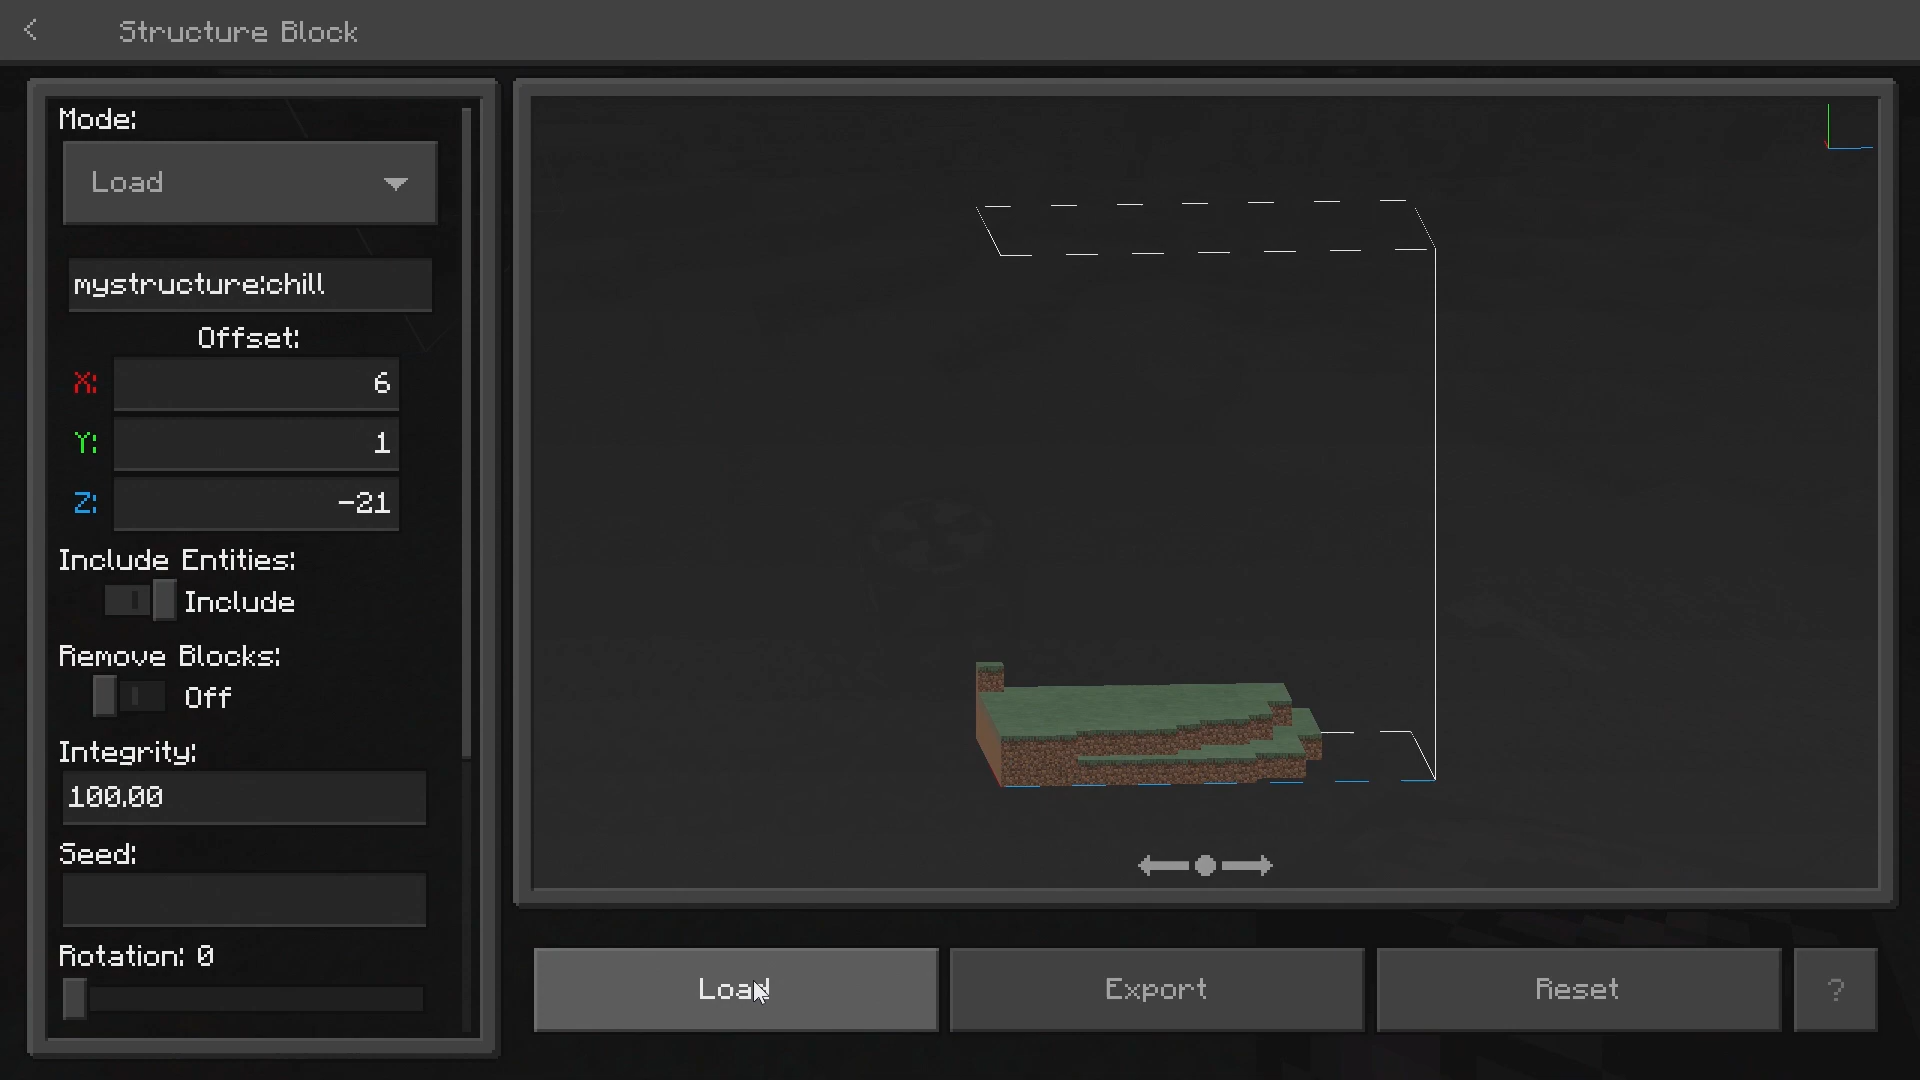 Structure Block
Mode:
Load
mystructure:chill
Offset:
X: 6
Y: 1
Z: -21
Include Entities:
Include
Remove Blocks:
Off
Integrity:
100.00
Seed:
Rotation: 0
Load
Export
Reset
?